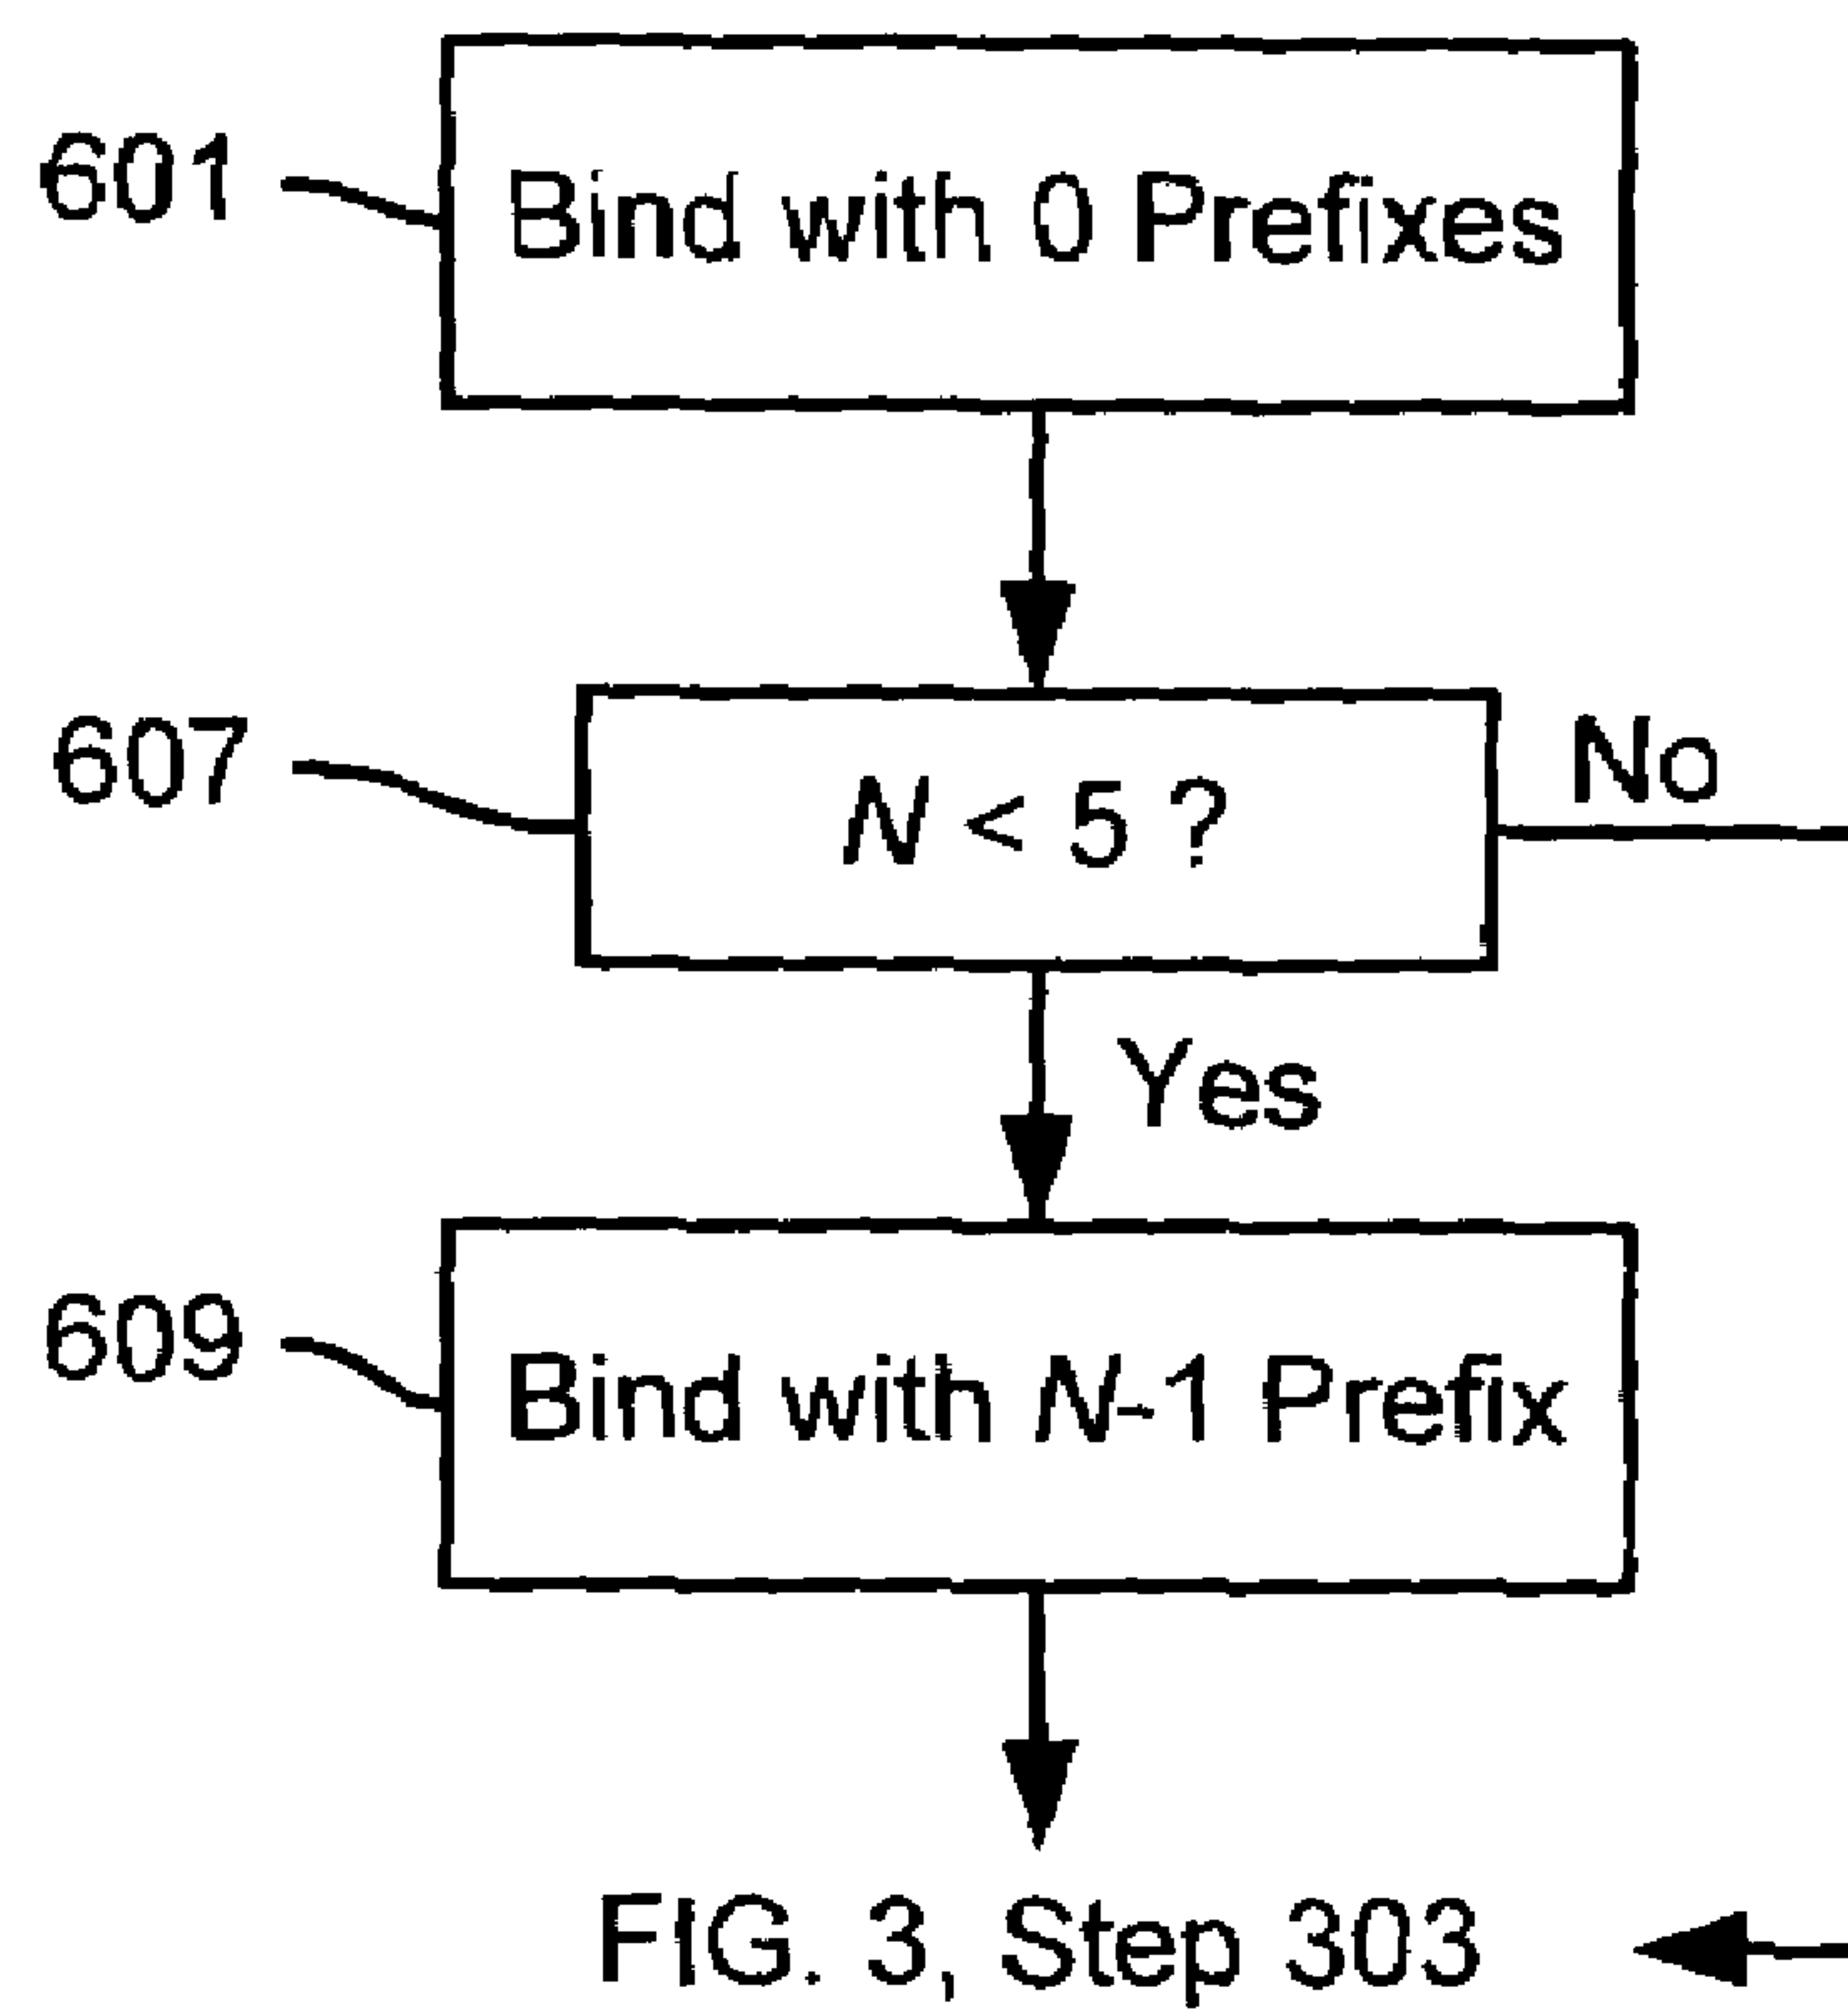 601
Bind with 0 Prefixes
607
N < 5 ?
No
Yes
609
Bind with N-1 Prefix
FIG. 3, Step 303